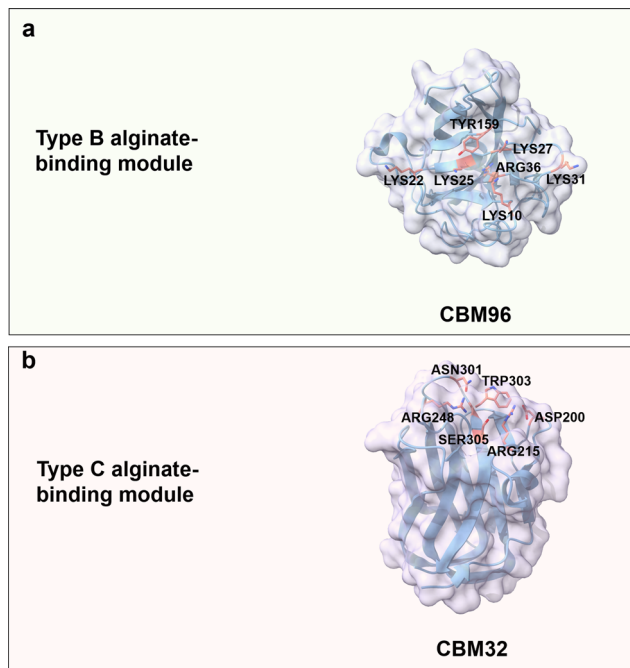 a
Type B alginate-
binding module
TYR159
LYS27
LYS22 LYS25 ARG36 LYS31
LYS10
CBM96
b
Type C alginate-
binding module
ASN301
TRP303
ARG248 ASP200
SER305
ARG215
CBM32